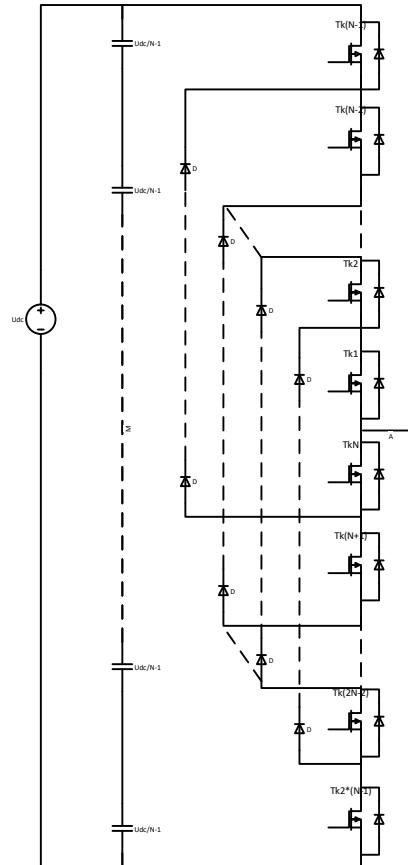 Tk(N-1)
Udc/N-1
Tk(N-2)
D
Udc/N-1
D
Tk2
D
Udc
Tk1
D
M
A
TkN
D
Tk(N+1)
D
D
Udc/N-1
Tk(2N-2)
D
Tk2*(N-1)
Udc/N-1